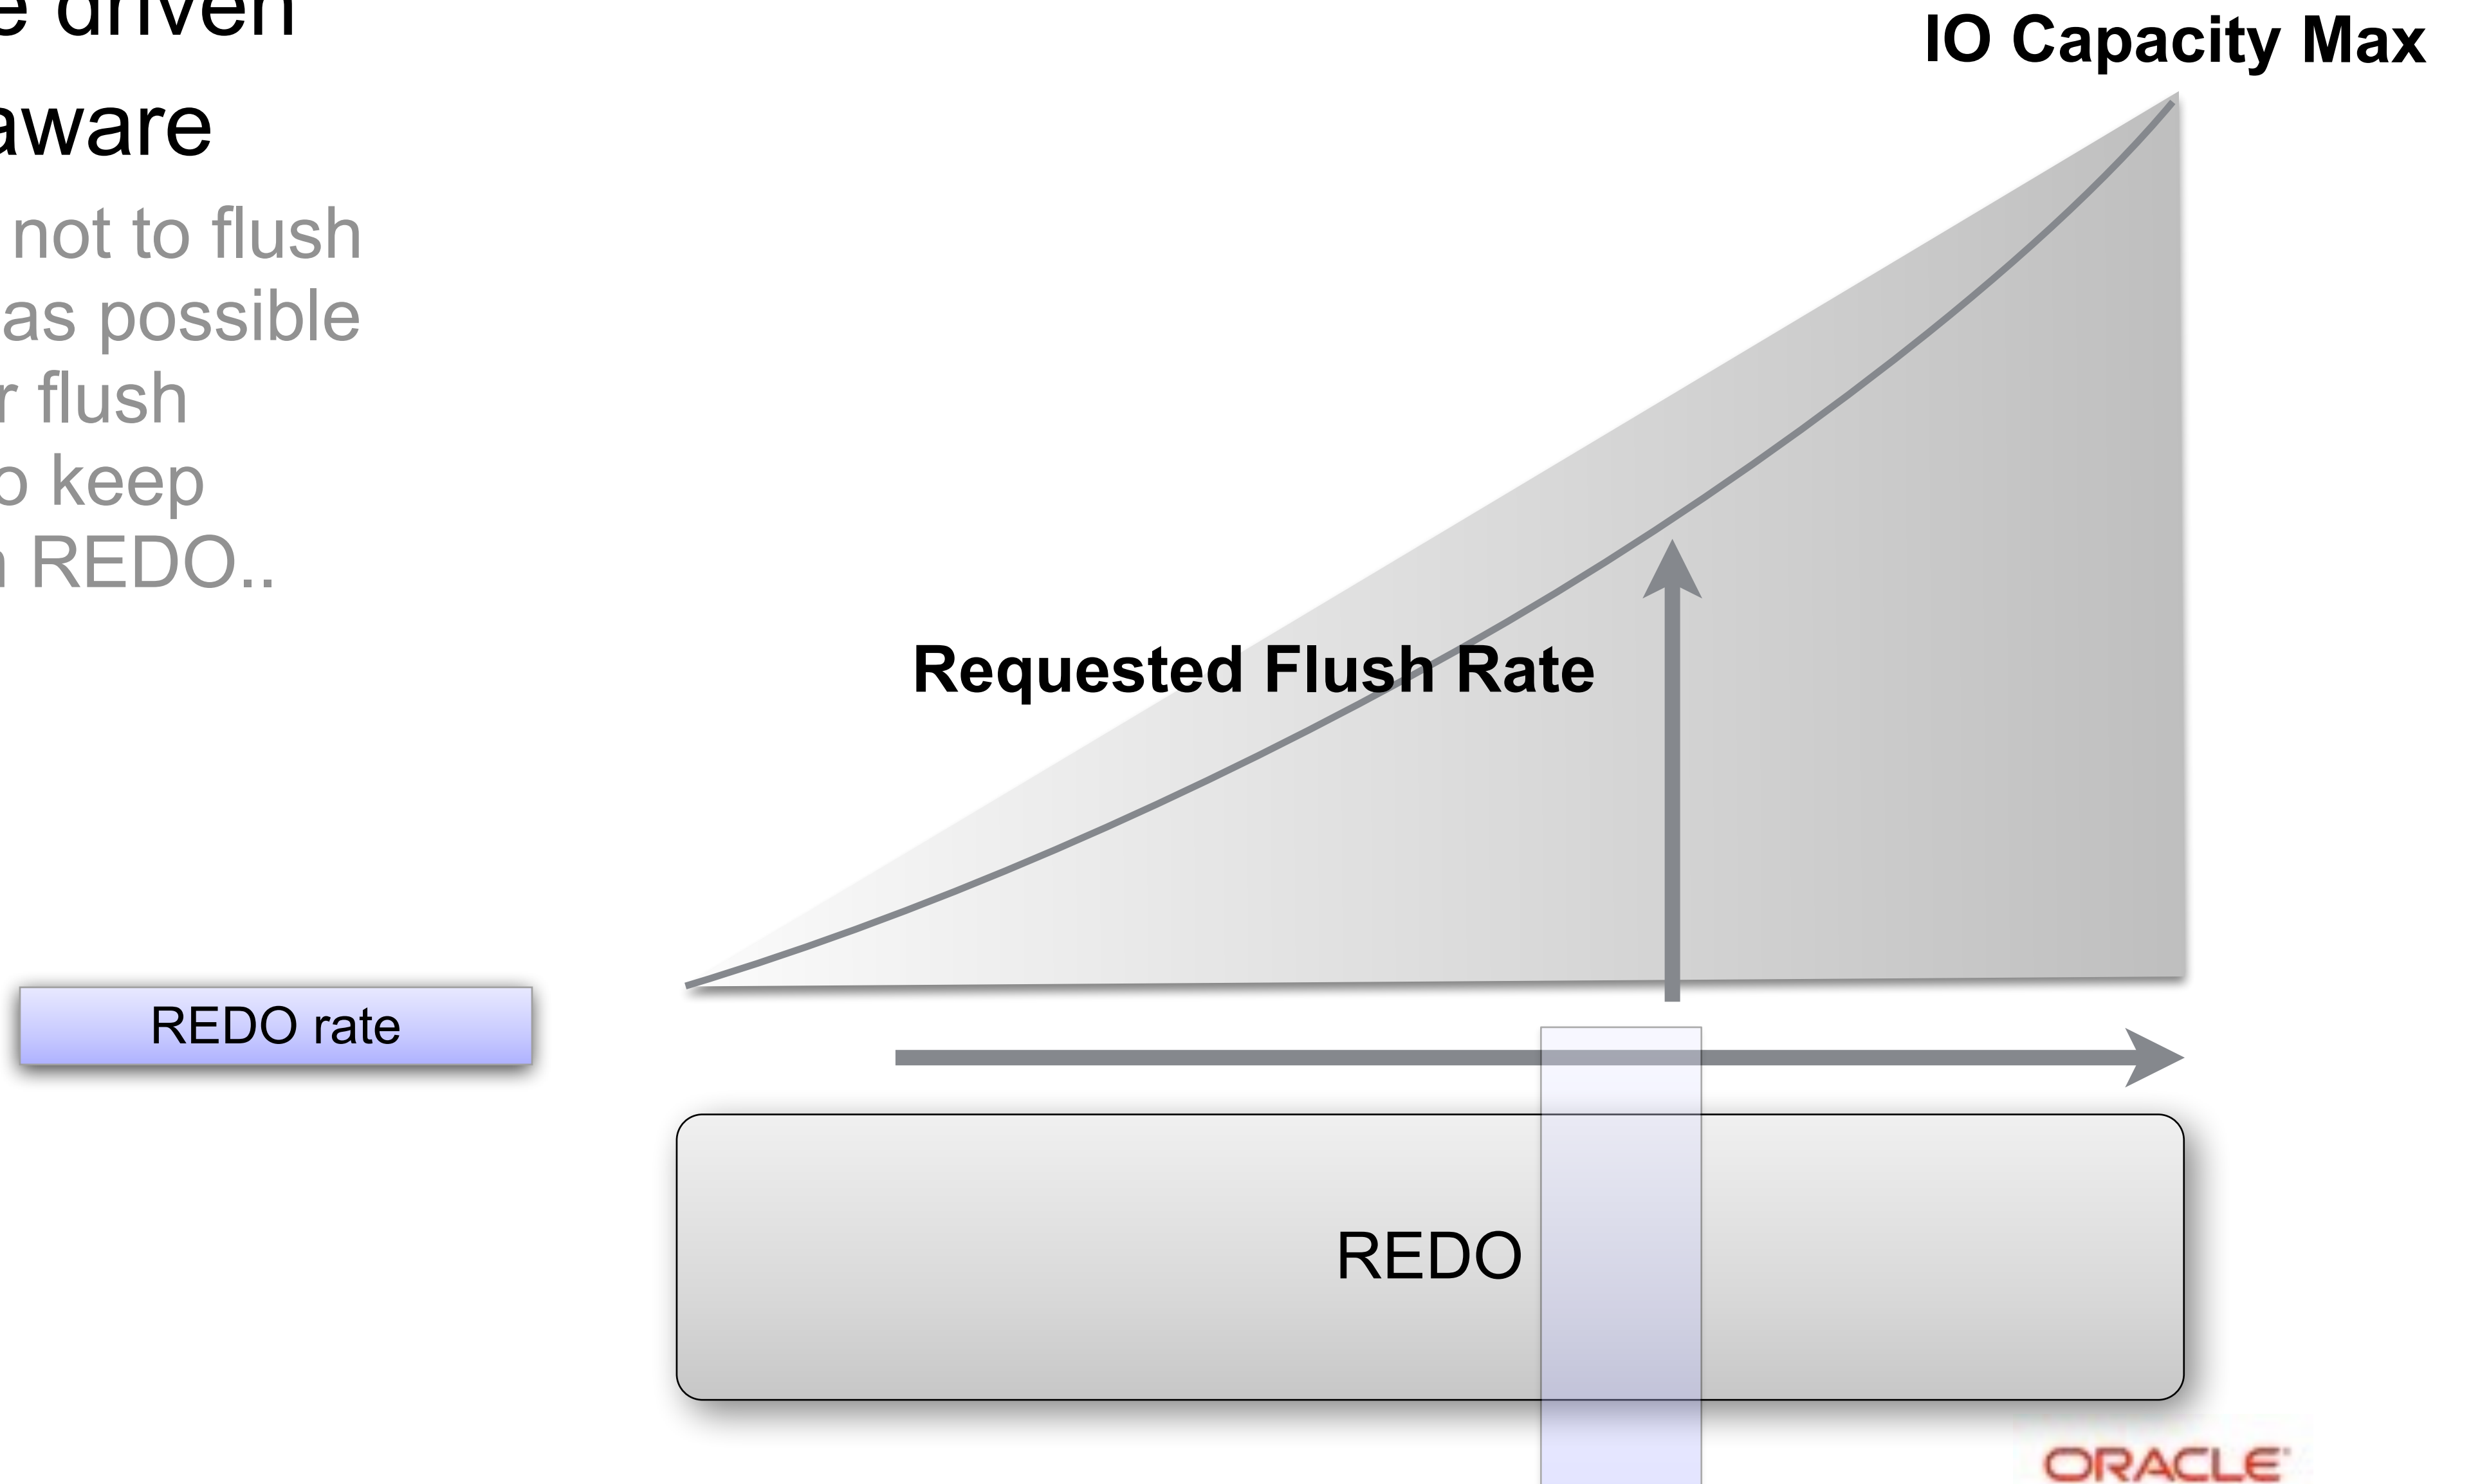 e driven
aware
not to flush
as possible
r flush
o keep
n REDO..
IO Capacity Max
Requested Flush Rate
REDO rate
REDO
ORACLE